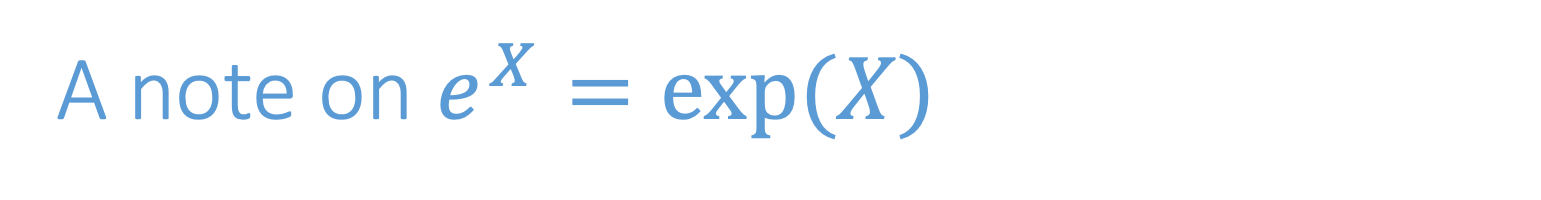 A note on $e^X = \exp(X)$